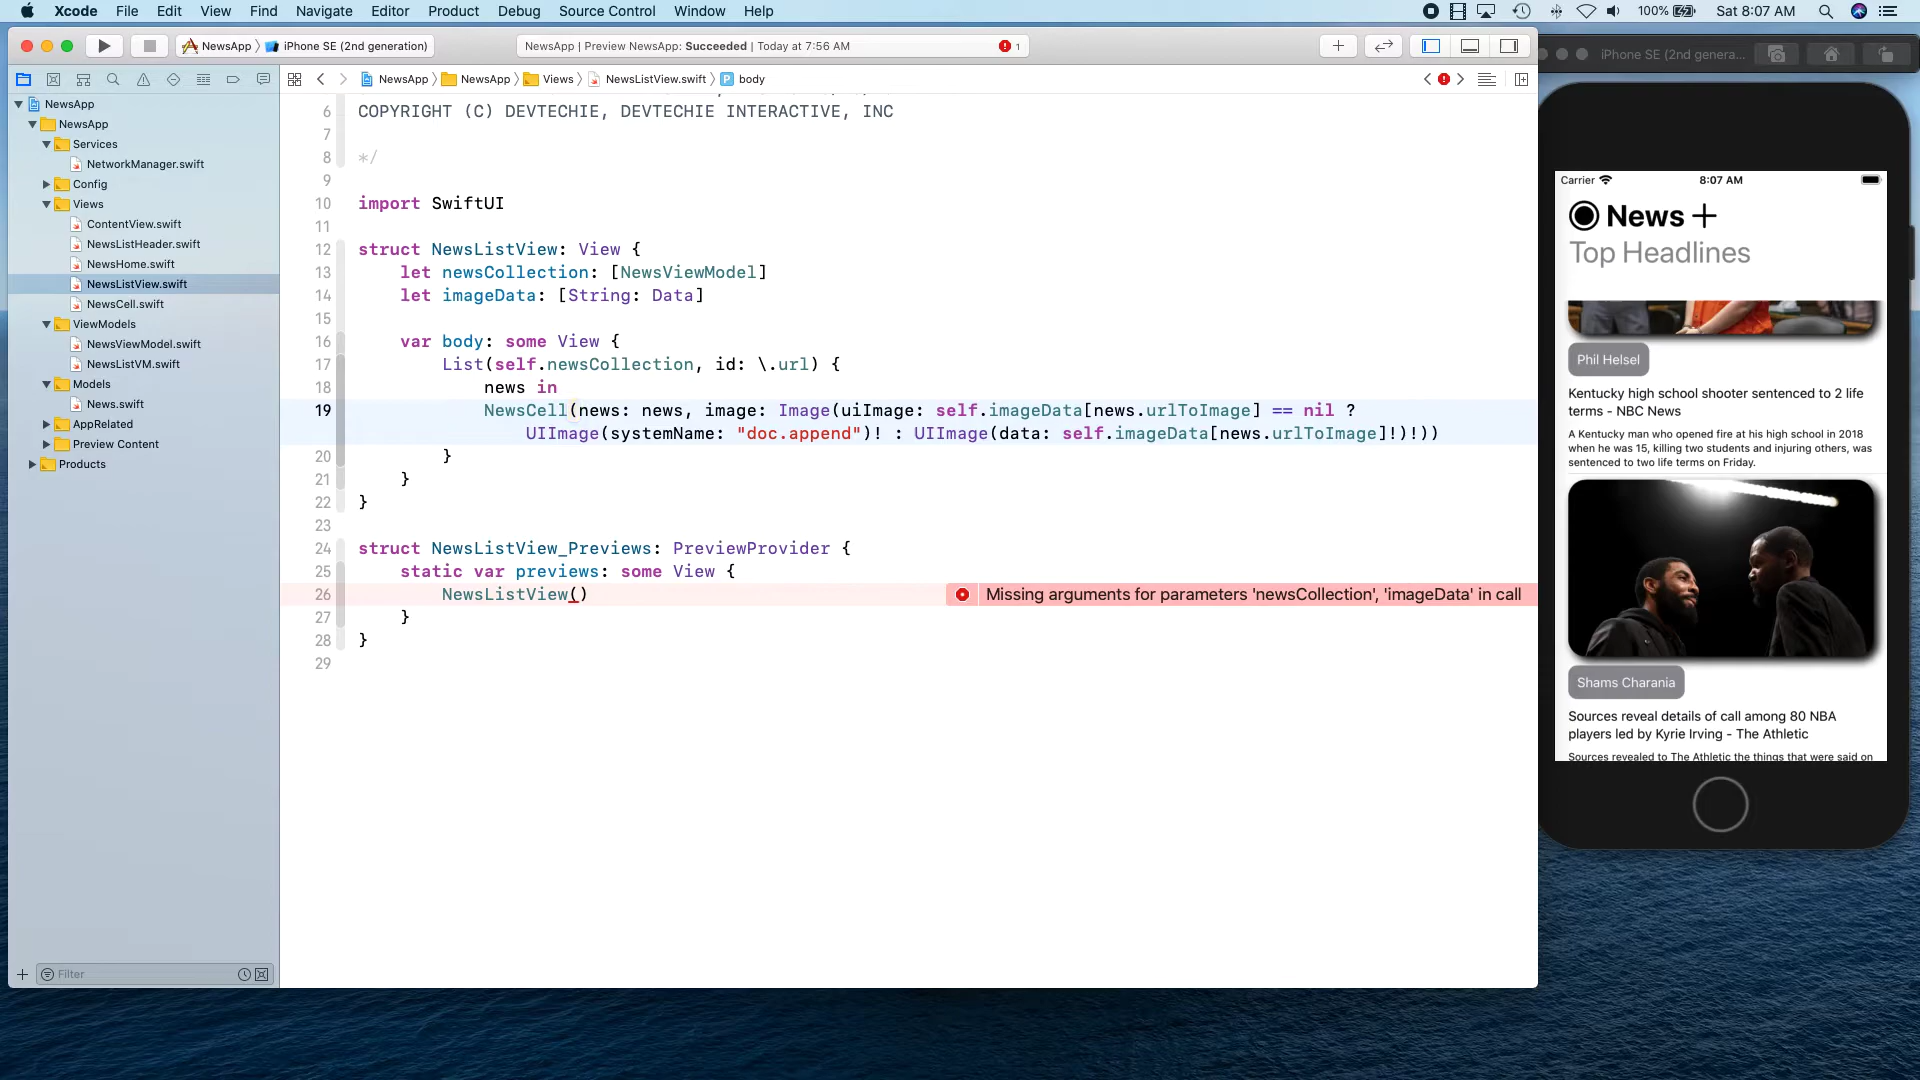 Xcode File Edit View Find Navigate Editor Product Debug Source Control Window Help
100% Sat 8:07 AM
NewsApp iPhone SE (2nd generation)
NewsApp | Preview NewsApp: Succeeded | Today at 7:56 AM
1
iPhone SE (2nd genera...
NewsApp NewsApp Views NewsListView.swift P body
NewsApp
NewsApp
Services
NetworkManager.swift
Config
Views
ContentView.swift
NewsListHeader.swift
NewsHome.swift
NewsListView.swift
NewsCell.swift
ViewModels
NewsViewModel.swift
NewsListVM.swift
Models
News.swift
AppRelated
Preview Content
Products
Filter
6 COPYRIGHT (C) DEVTECHIE, DEVTECHIE INTERACTIVE, INC
7
8 */
9
10 import SwiftUI
11
12 struct NewsListView: View {
13 let newsCollection: [NewsViewModel]
14 let imageData: [String: Data]
15
16 var body: some View {
17 List(self.newsCollection, id: \.url) {
18 news in
19 NewsCell(news: news, image: Image(uiImage: self.imageData[news.urlToImage] == nil ?
UIImage(systemName: "doc.append")! : UIImage(data: self.imageData[news.urlToImage]!)!))
20 }
21 }
22 }
23
24 struct NewsListView_Previews: PreviewProvider {
25 static var previews: some View {
26 NewsListView() Missing arguments for parameters 'newsCollection', 'imageData' in call
27 }
28 }
29
Carrier 8:07 AM
News
Top Headlines
Phil Helsel
Kentucky high school shooter sentenced to 2 life
terms - NBC News
A Kentucky man who opened fire at his high school in 2018
when he was 15, killing two students and injuring others, was
sentenced to two life terms on Friday.
Shams Charania
Sources reveal details of call among 80 NBA
players led by Kyrie Irving - The Athletic
Sources revealed to The Athletic the things that were said on